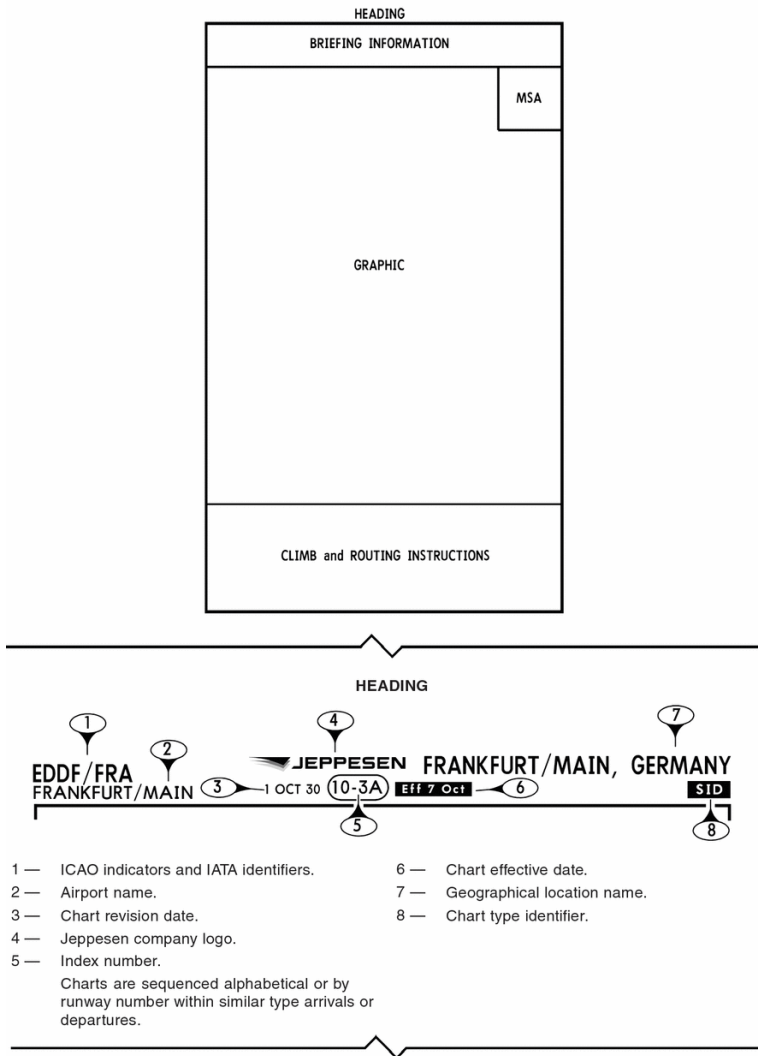 HEADING
BRIEFING INFORMATION
MSA
GRAPHIC
CLIMB and ROUTING INSTRUCTIONS
HEADING
1
2
EDDF/FRA
FRANKFURT/MAIN
3
1 OCT 30
4
JEPPESEN
10-3A
5
Eff 7 Oct
6
FRANKFURT/MAIN, GERMANY
7
SID
8
1 — ICAO indicators and IATA identifiers.
2 — Airport name.
3 — Chart revision date.
4 — Jeppesen company logo.
5 — Index number.
Charts are sequenced alphabetical or by
runway number within similar type arrivals or
departures.
6 — Chart effective date.
7 — Geographical location name.
8 — Chart type identifier.